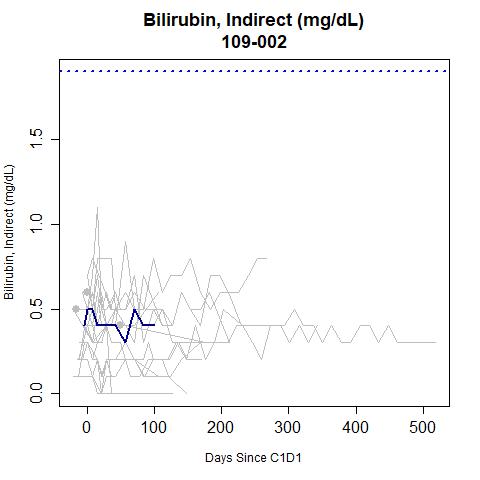 Bilirubin, Indirect (mg/dL)
109-002
Bilirubin, Indirect (mg/dL)
1.5
1.0
0.5
0.0
0 100 200 300 400 500
Days Since C1D1